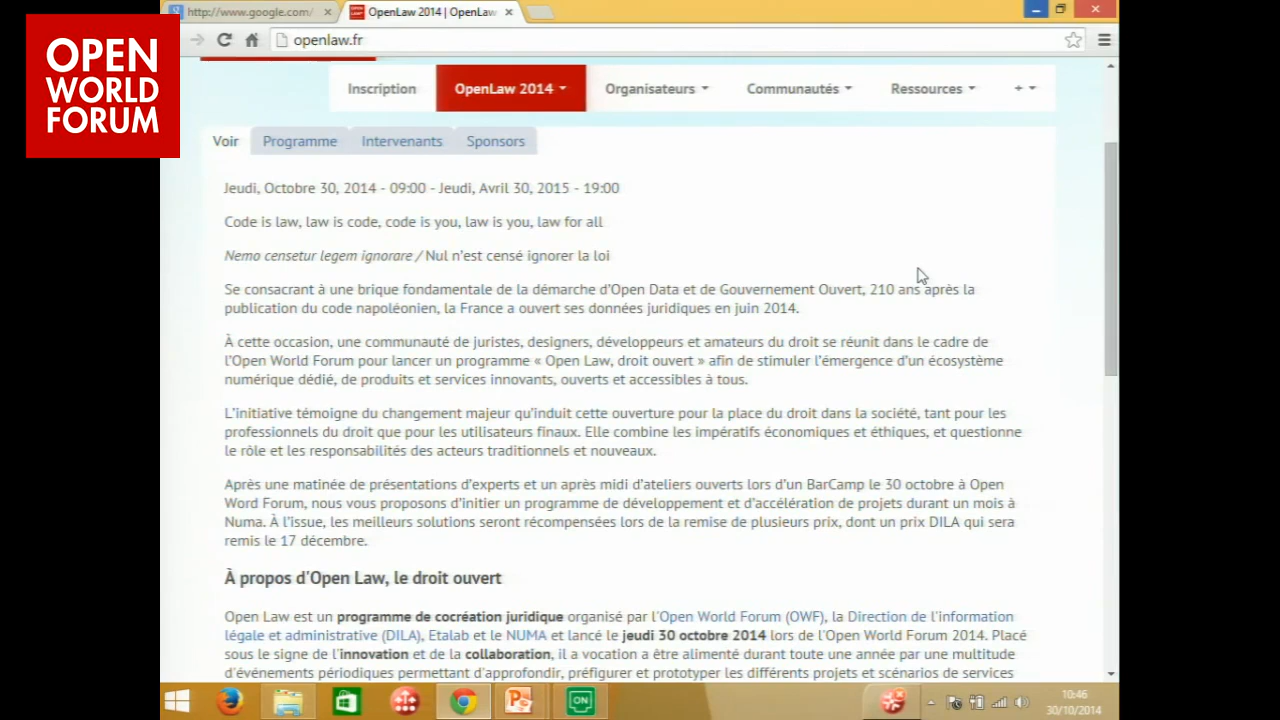 http://www.google.com/
OpenLaw 2014 | OpenLaw
OPEN
WORLD
FORUM
openlaw.fr
Inscription
OpenLaw 2014
Organisateurs
Communautés
Ressources
+
Voir
Programme
Intervenants
Sponsors
Jeudi, Octobre 30, 2014 - 09:00 - Jeudi, Avril 30, 2015 - 19:00
Code is law, law is code, code is you, law is you, law for all
Nemo censetur legem ignorare / Nul n'est censé ignorer la loi
Se consacrant à une brique fondamentale de la démarche d'Open Data et de Gouvernement Ouvert, 210 ans après la
publication du code napoléonien, la France a ouvert ses données juridiques en juin 2014.
À cette occasion, une communauté de juristes, designers, développeurs et amateurs du droit se réunit dans le cadre de
l'Open World Forum pour lancer un programme « Open Law, droit ouvert » afin de stimuler l'émergence d'un écosystème
numérique dédié, de produits et services innovants, ouverts et accessibles à tous.
L'initiative témoigne du changement majeur qu'induit cette ouverture pour la place du droit dans la société, tant pour les
professionnels du droit que pour les utilisateurs finaux. Elle combine les impératifs économiques et éthiques, et questionne
le rôle et les responsabilités des acteurs traditionnels et nouveaux.
Après une matinée de présentations d'experts et un après midi d'ateliers ouverts lors d'un BarCamp le 30 octobre à Open
Word Forum, nous vous proposons d'initier un programme de développement et d'accélération de projets durant un mois à
Numa. À l'issue, les meilleurs solutions seront récompensées lors de la remise de plusieurs prix, dont un prix DILA qui sera
remis le 17 décembre.
À propos d'Open Law, le droit ouvert
Open Law est un programme de cocréation juridique organisé par l'Open World Forum (OWF), la Direction de l'information
légale et administrative (DILA), Etalab et le NUMA et lancé le jeudi 30 octobre 2014 lors de l'Open World Forum 2014. Placé
sous le signe de l'innovation et de la collaboration, il a vocation a être alimenté durant toute une année par une multitude
d'événements périodiques permettant d'approfondir, préfigurer et prototyper les différents projets et scénarios de services
ON
10:46
30/10/2014